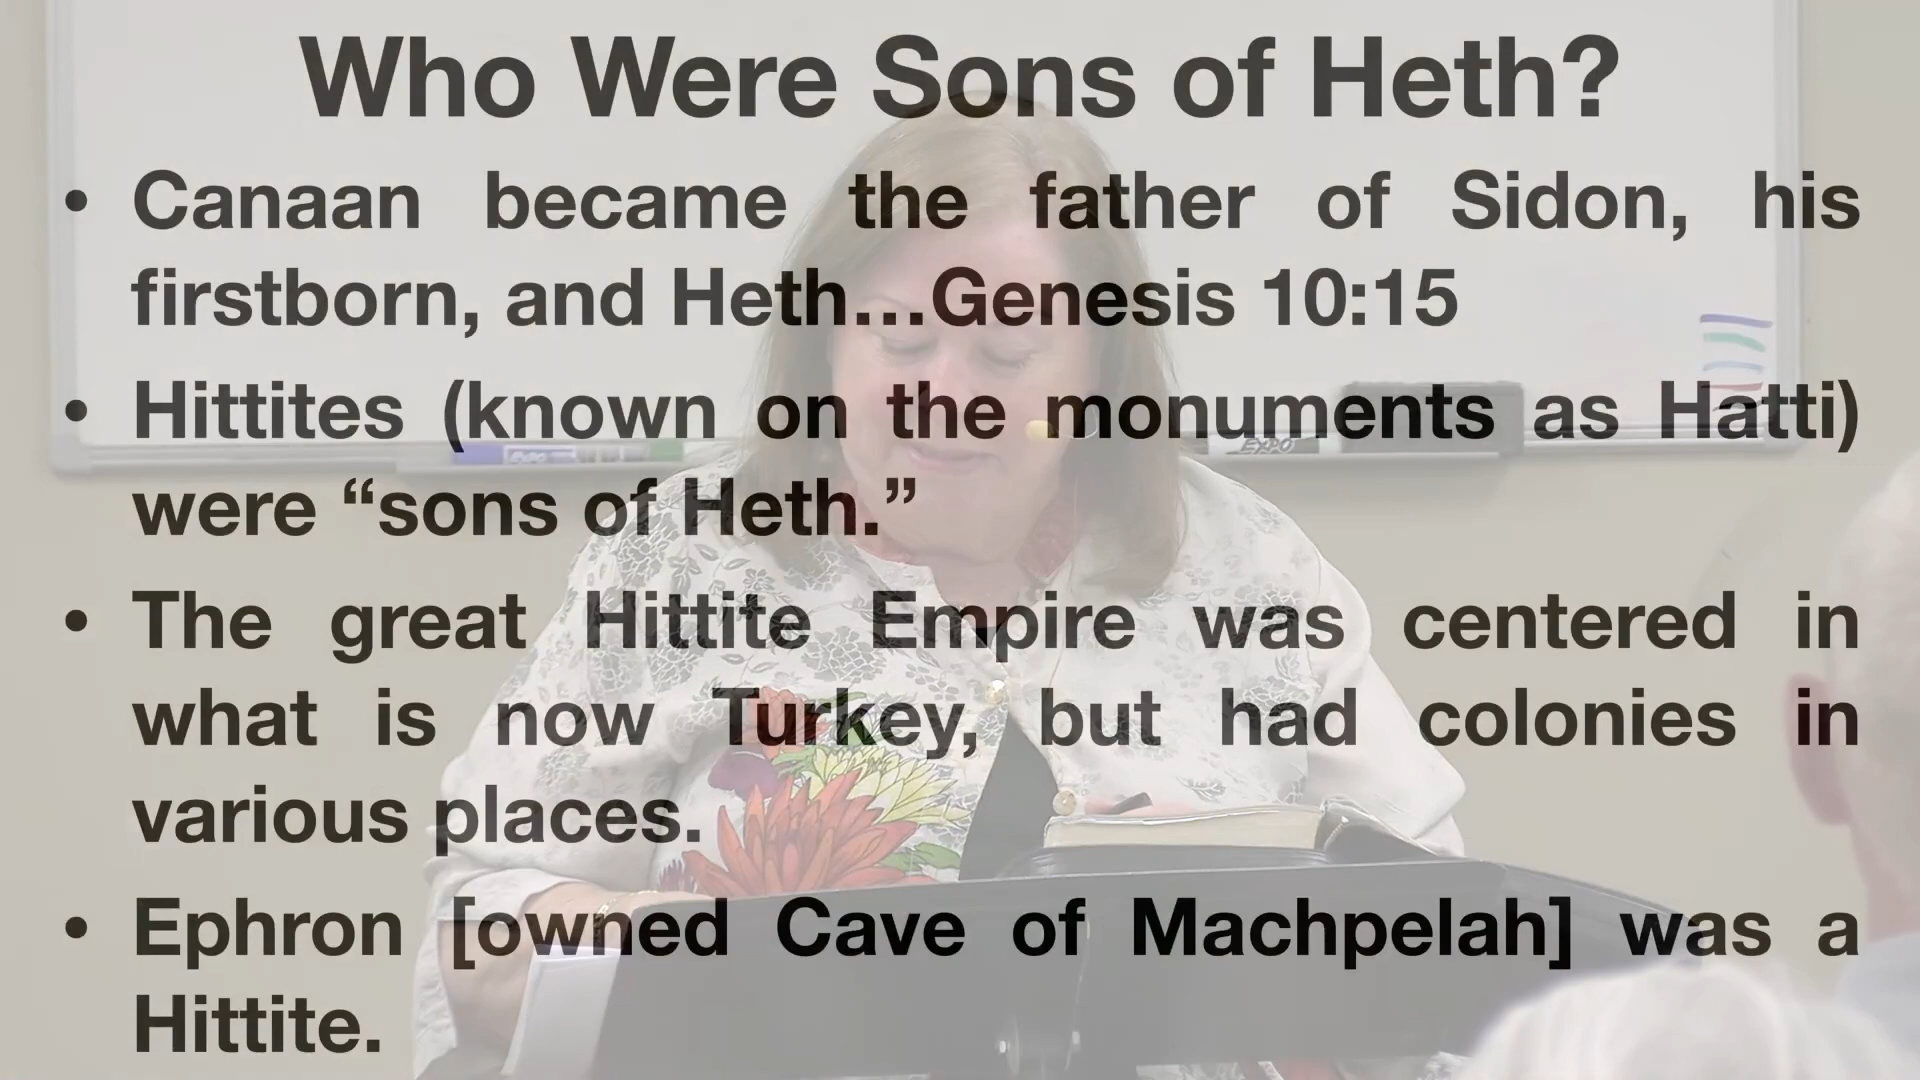 Who Were Sons of Heth?
• Canaan became the father of Sidon, his
firstborn, and Heth…Genesis 10:15
• Hittites (known on the monuments as Hatti)
were “sons of Heth.”
• The great Hittite Empire was centered in
what is now Turkey, but had colonies in
various places.
• Ephron [owned Cave of Machpelah] was a
Hittite.
EXPO
EXPO